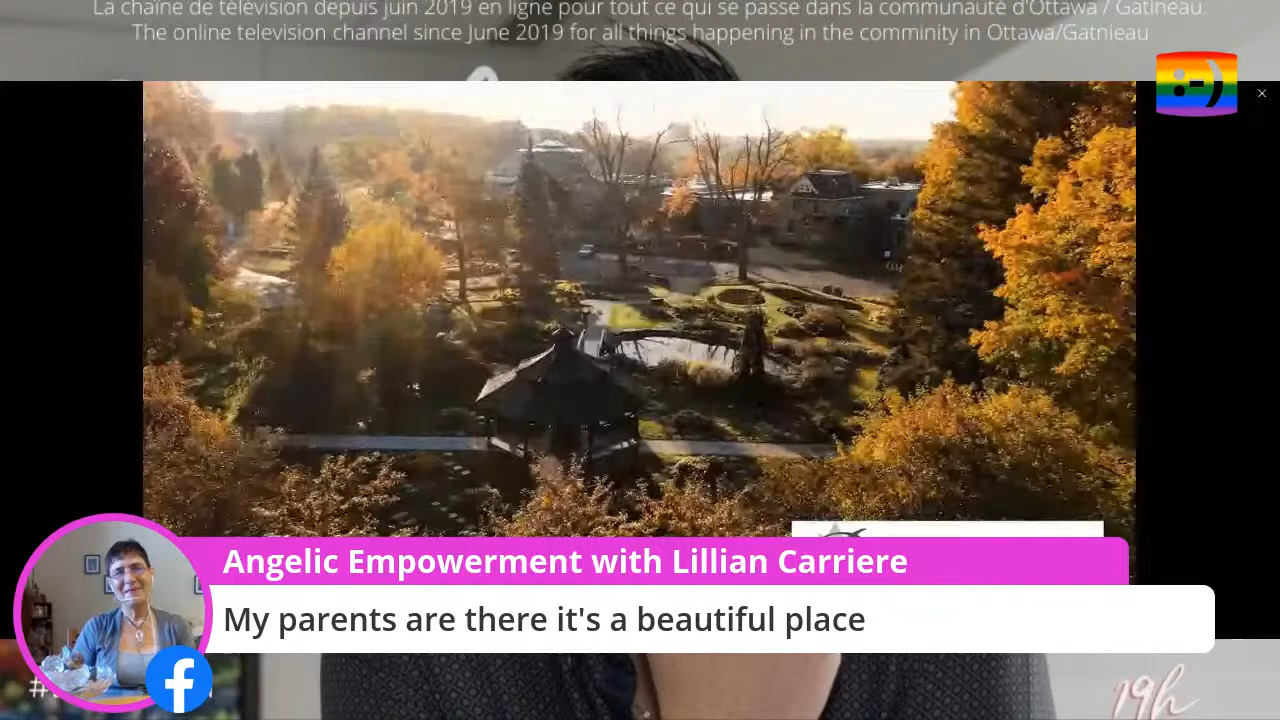 La chaîne de télévision depuis juin 2019 en ligne pour tout ce qui se passe dans la communauté d'Ottawa / Gatineau.
The online television channel since June 2019 for all things happening in the comminity in Ottawa/Gatnieau
:-)
Angelic Empowerment with Lillian Carriere
My parents are there it's a beautiful place
#
19h